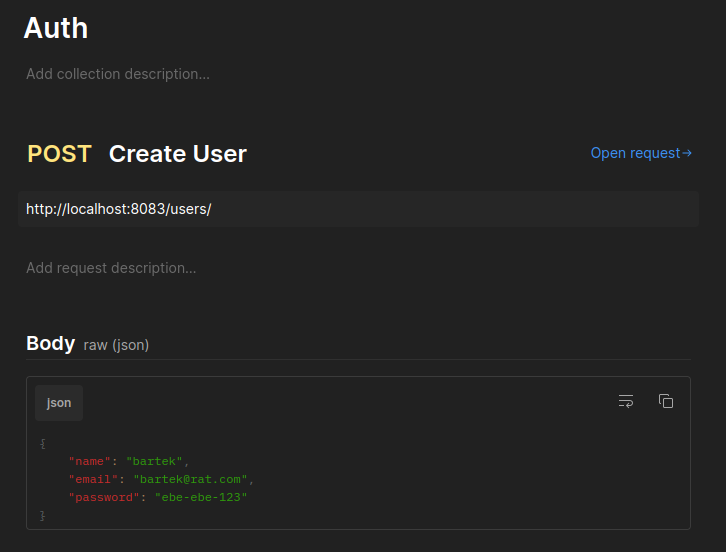 Auth
Add collection description...
POST Create User Open request→
http://localhost:8083/users/
Add request description...
Body raw (json)
json
{
    "name": "bartek",
    "email": "bartek@rat.com",
    "password": "ebe-ebe-123"
}